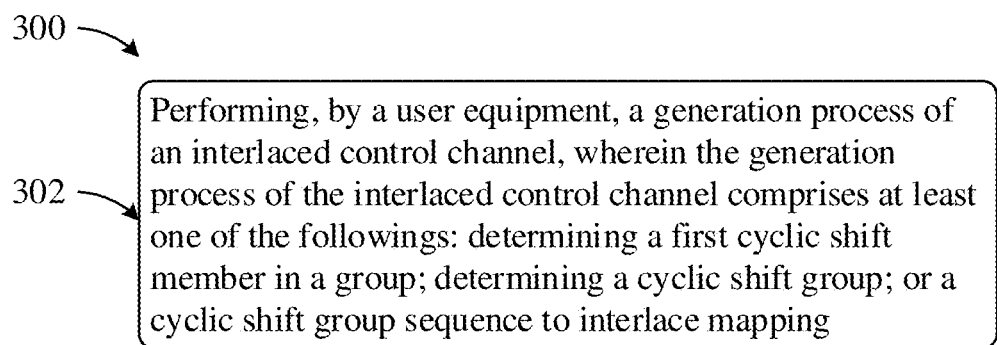 300
Performing, by a user equipment, a generation process of
an interlaced control channel, wherein the generation
302 process of the interlaced control channel comprises at least
one of the followings: determining a first cyclic shift
member in a group; determining a cyclic shift group; or a
cyclic shift group sequence to interlace mapping